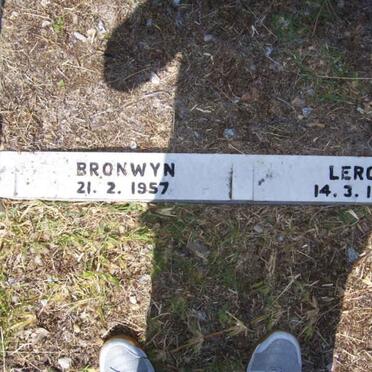 BRONWYN
21. 2. 1957
LERO
14. 3. 1